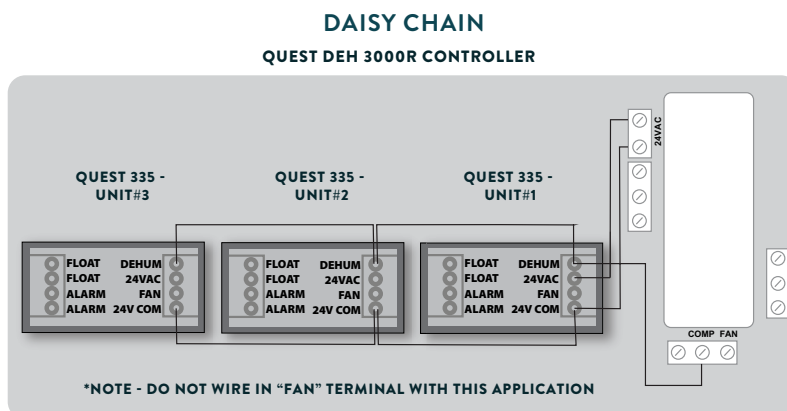 DAISY CHAIN
QUEST DEH 3000R CONTROLLER
24VAC
QUEST 335 -
UNIT#3
QUEST 335 -
UNIT#2
QUEST 335 -
UNIT#1
FLOAT DEHUM
FLOAT 24VAC
ALARM FAN
ALARM 24V COM
FLOAT DEHUM
FLOAT 24VAC
ALARM FAN
ALARM 24V COM
FLOAT DEHUM
FLOAT 24VAC
ALARM FAN
ALARM 24V COM
COMP FAN
*NOTE - DO NOT WIRE IN “FAN” TERMINAL WITH THIS APPLICATION